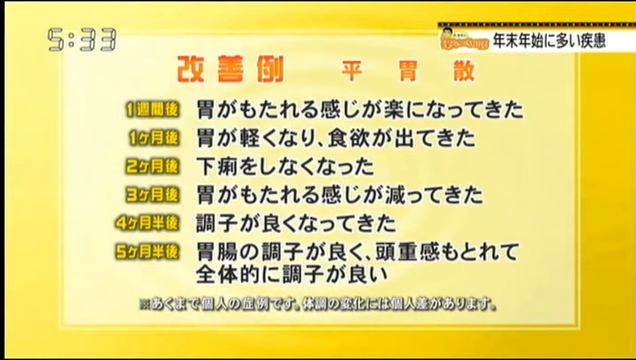 5:33
年末年始に多い疾患
改善例 平胃散
1週間後 胃がもたれる感じが楽になってきた
1ヶ月後 胃が軽くなり、食欲が出てきた
2ヶ月後 下痢をしなくなった
3ヶ月後 胃がもたれる感じが減ってきた
4ヶ月半後 調子が良くなってきた
5ヶ月半後 胃腸の調子が良く、頭重感もとれて
全体的に調子が良い
※あくまで個人の症例です。体調の変化には個人差があります。